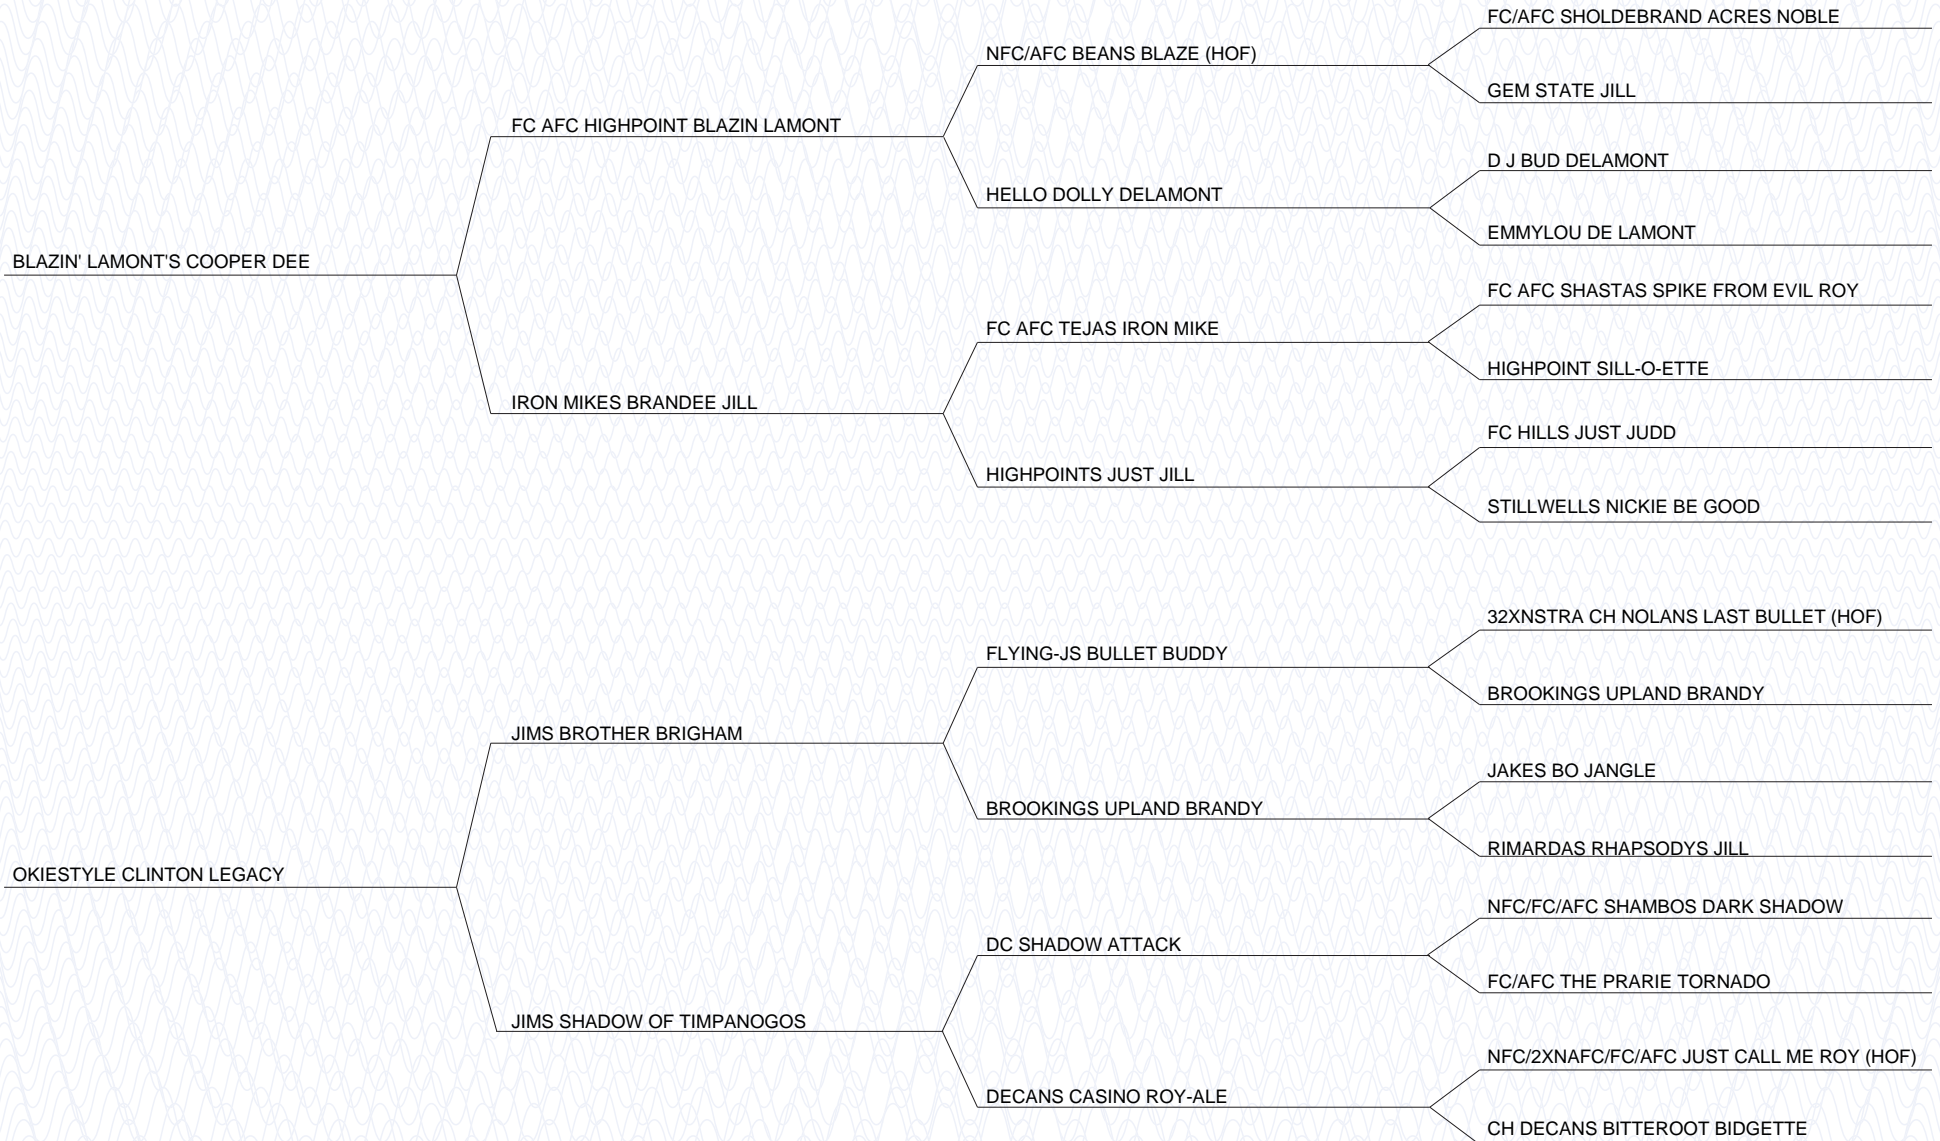 FC/AFC SHOLDEBRAND ACRES NOBLE
NFC/AFC BEANS BLAZE (HOF)
GEM STATE JILL
FC AFC HIGHPOINT BLAZIN LAMONT
D J BUD DELAMONT
HELLO DOLLY DELAMONT
EMMYLOU DE LAMONT
BLAZIN' LAMONT'S COOPER DEE
FC AFC SHASTAS SPIKE FROM EVIL ROY
FC AFC TEJAS IRON MIKE
HIGHPOINT SILL-O-ETTE
IRON MIKES BRANDEE JILL
FC HILLS JUST JUDD
HIGHPOINTS JUST JILL
STILLWELLS NICKIE BE GOOD
32XNSTRA CH NOLANS LAST BULLET (HOF)
FLYING-JS BULLET BUDDY
BROOKINGS UPLAND BRANDY
JIMS BROTHER BRIGHAM
JAKES BO JANGLE
BROOKINGS UPLAND BRANDY
RIMARDAS RHAPSODYS JILL
OKIESTYLE CLINTON LEGACY
NFC/FC/AFC SHAMBOS DARK SHADOW
DC SHADOW ATTACK
FC/AFC THE PRARIE TORNADO
JIMS SHADOW OF TIMPANOGOS
NFC/2XNAFC/FC/AFC JUST CALL ME ROY (HOF)
DECANS CASINO ROY-ALE
CH DECANS BITTEROOT BIDGETTE